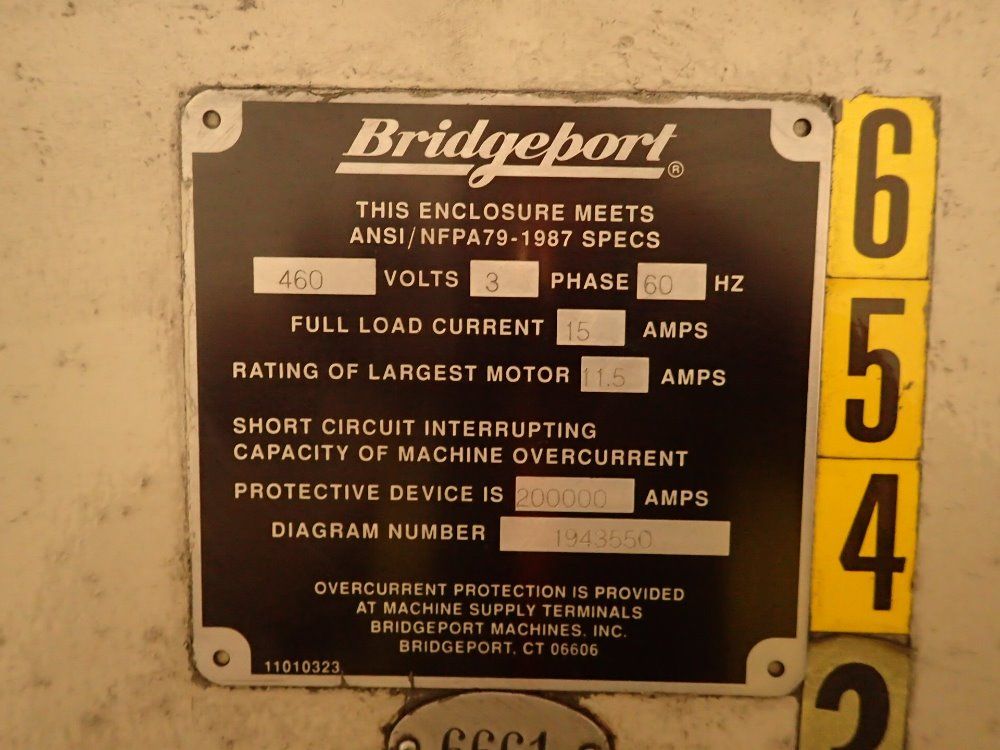 Bridgeport®
THIS ENCLOSURE MEETS
ANSI/NFPA79-1987 SPECS
460 VOLTS 3 PHASE 60 HZ
FULL LOAD CURRENT 15 AMPS
RATING OF LARGEST MOTOR 11.5 AMPS
SHORT CIRCUIT INTERRUPTING
CAPACITY OF MACHINE OVERCURRENT
PROTECTIVE DEVICE IS 200000 AMPS
DIAGRAM NUMBER 1943550
OVERCURRENT PROTECTION IS PROVIDED
AT MACHINE SUPPLY TERMINALS
BRIDGEPORT MACHINES, INC.
BRIDGEPORT, CT 06606
11010323
6
5
4
6661